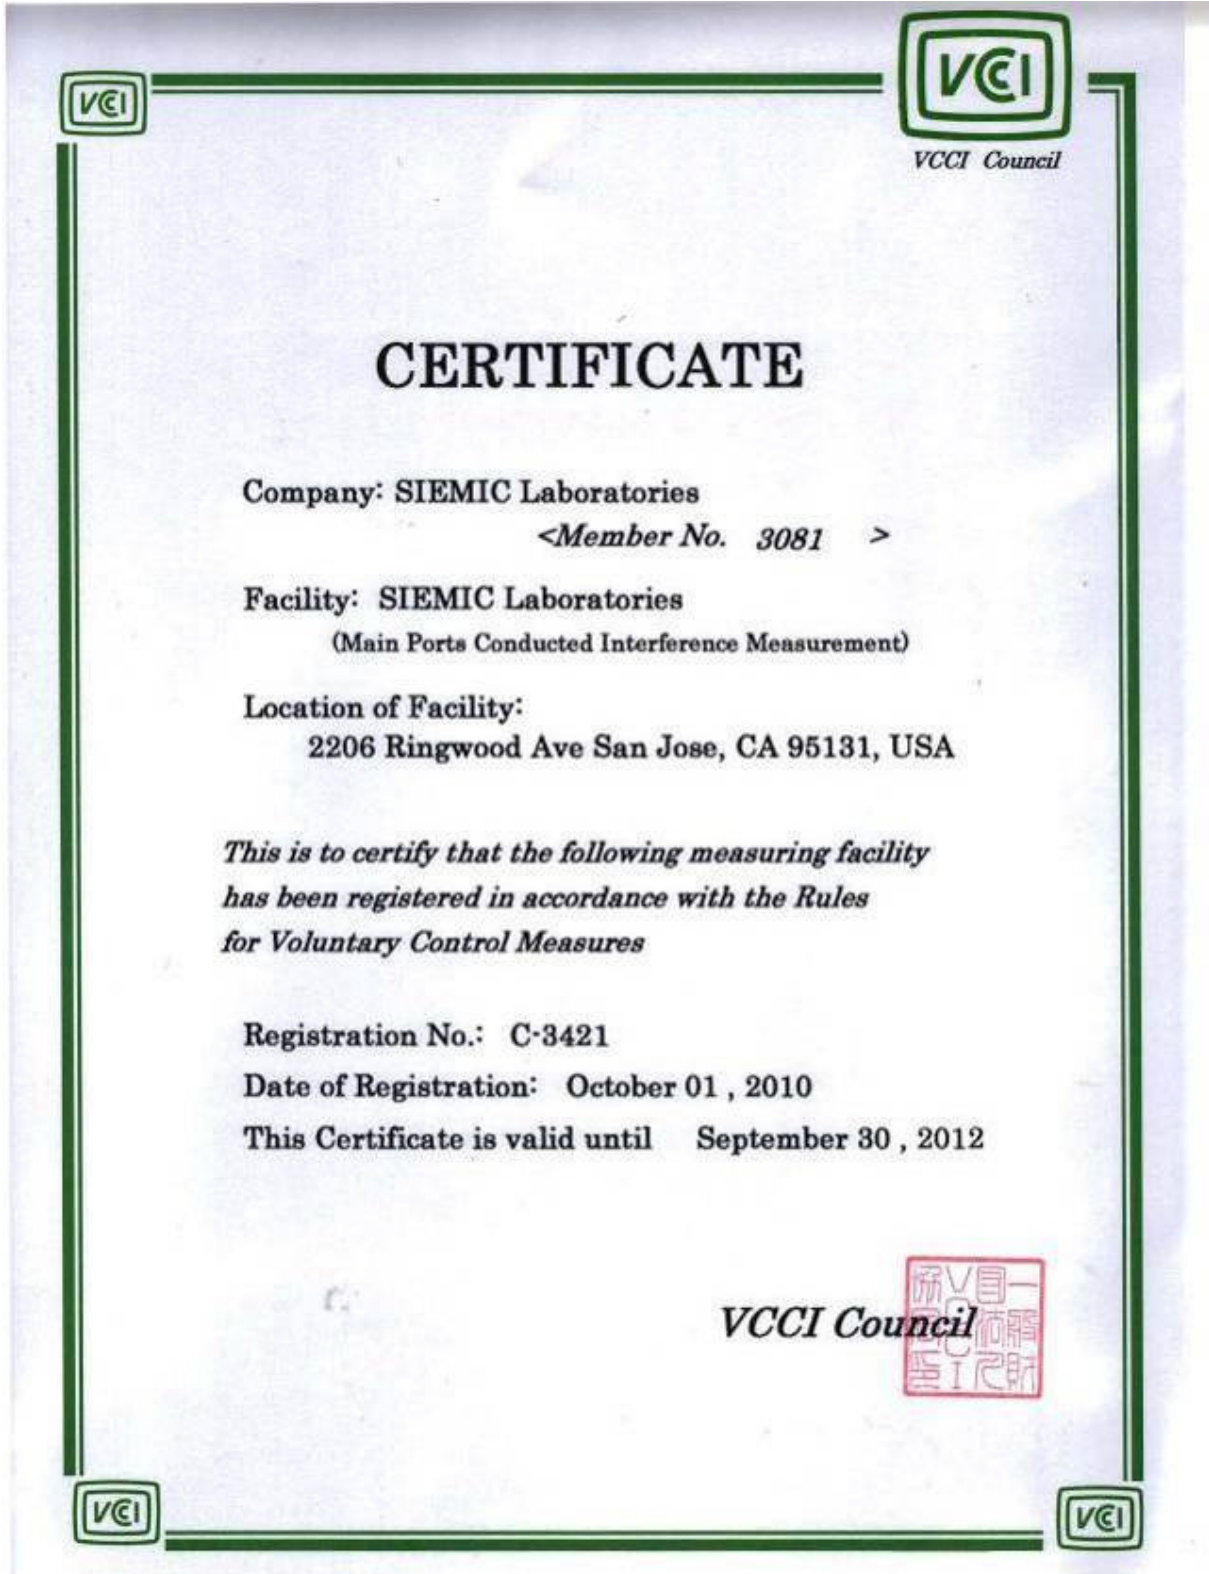 VCCI
VCCI
VCCI Council
CERTIFICATE
Company: SIEMIC Laboratories
<Member No. 3081 >
Facility: SIEMIC Laboratories
(Main Ports Conducted Interference Measurement)
Location of Facility:
2206 Ringwood Ave San Jose, CA 95131, USA
This is to certify that the following measuring facility
has been registered in accordance with the Rules
for Voluntary Control Measures
Registration No.: C-3421
Date of Registration: October 01 , 2010
This Certificate is valid until September 30 , 2012
VCCI Council
VCCI
VCCI